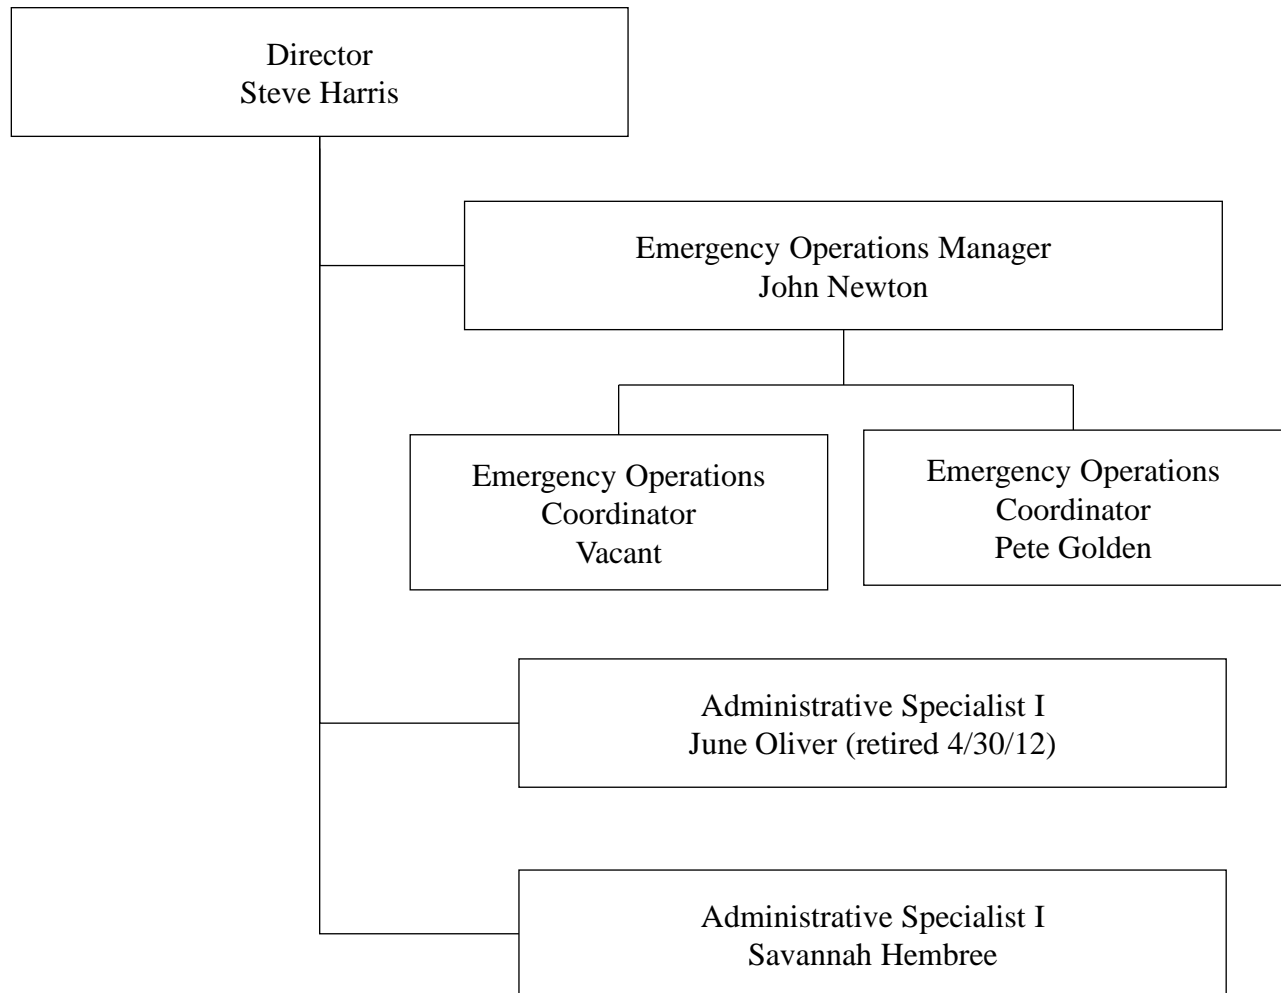 Director
Steve Harris
Emergency Operations Manager
John Newton
Emergency Operations
Coordinator
Vacant
Emergency Operations
Coordinator
Pete Golden
Administrative Specialist I
June Oliver (retired 4/30/12)
Administrative Specialist I
Savannah Hembree